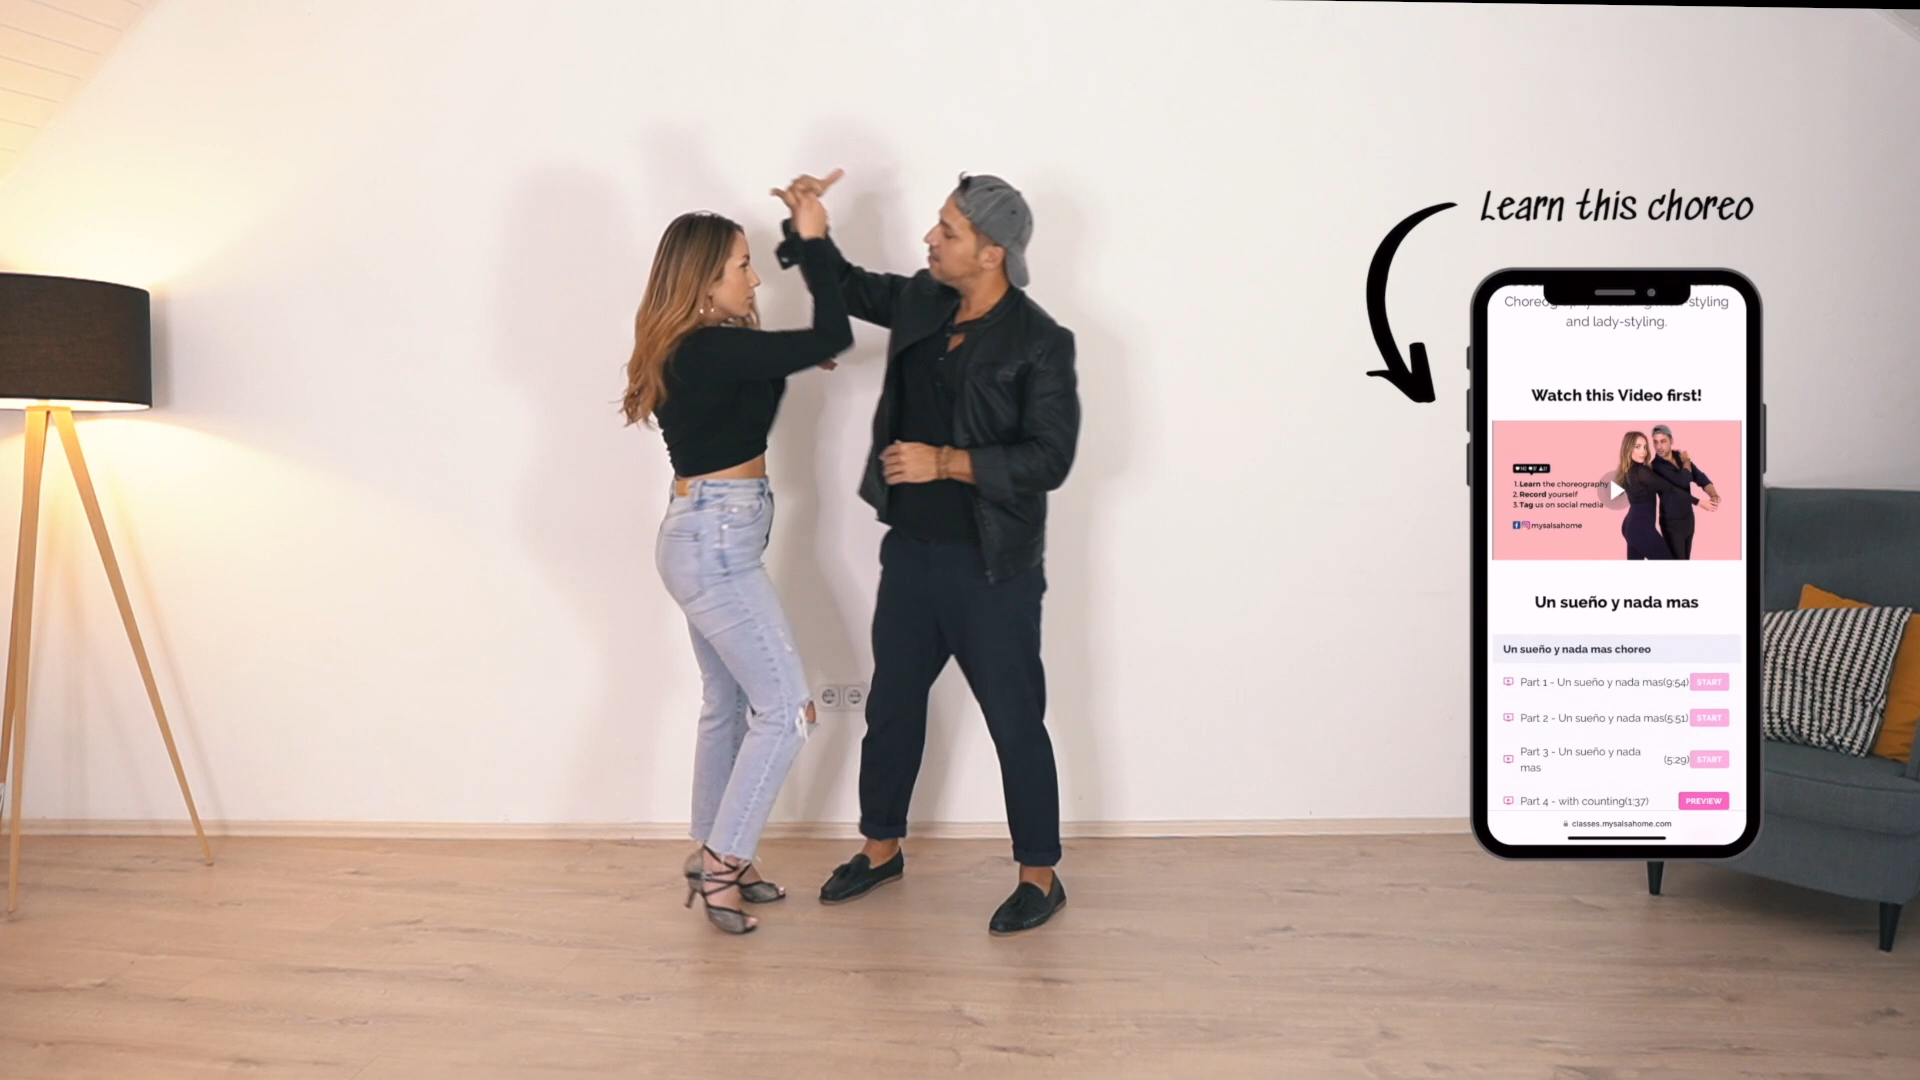 Learn this choreo
styling
and lady-styling.
Watch this Video first!
1. Learn the choreography
2. Record yourself
3. Tag us on social media
mysalsahome
Un sueño y nada mas
Un sueño y nada mas choreo
Part 1 - Un sueño y nada mas(9:54) START
Part 2 - Un sueño y nada mas(5:51) START
Part 3 - Un sueño y nada
mas (5:29) START
Part 4 - with counting(1:37) PREVIEW
classes.mysalsahome.com